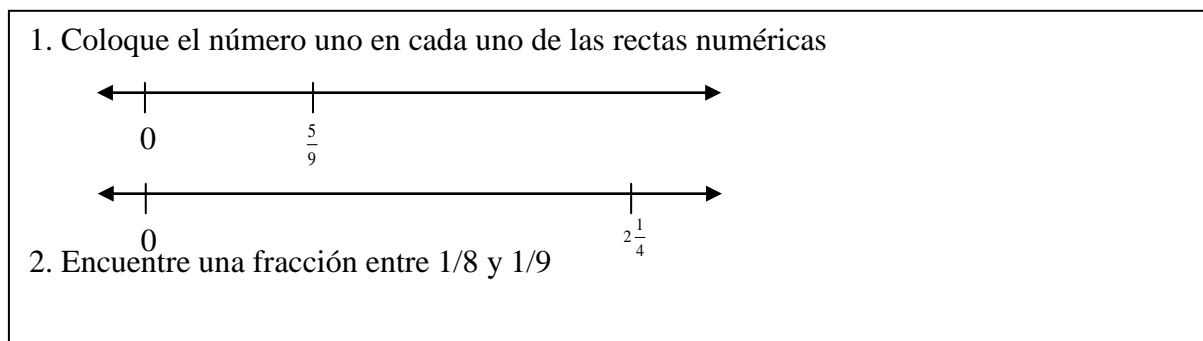 1. Coloque el número uno en cada uno de las rectas numéricas
0 5/9
0 2 1/4
2. Encuentre una fracción entre 1/8 y 1/9